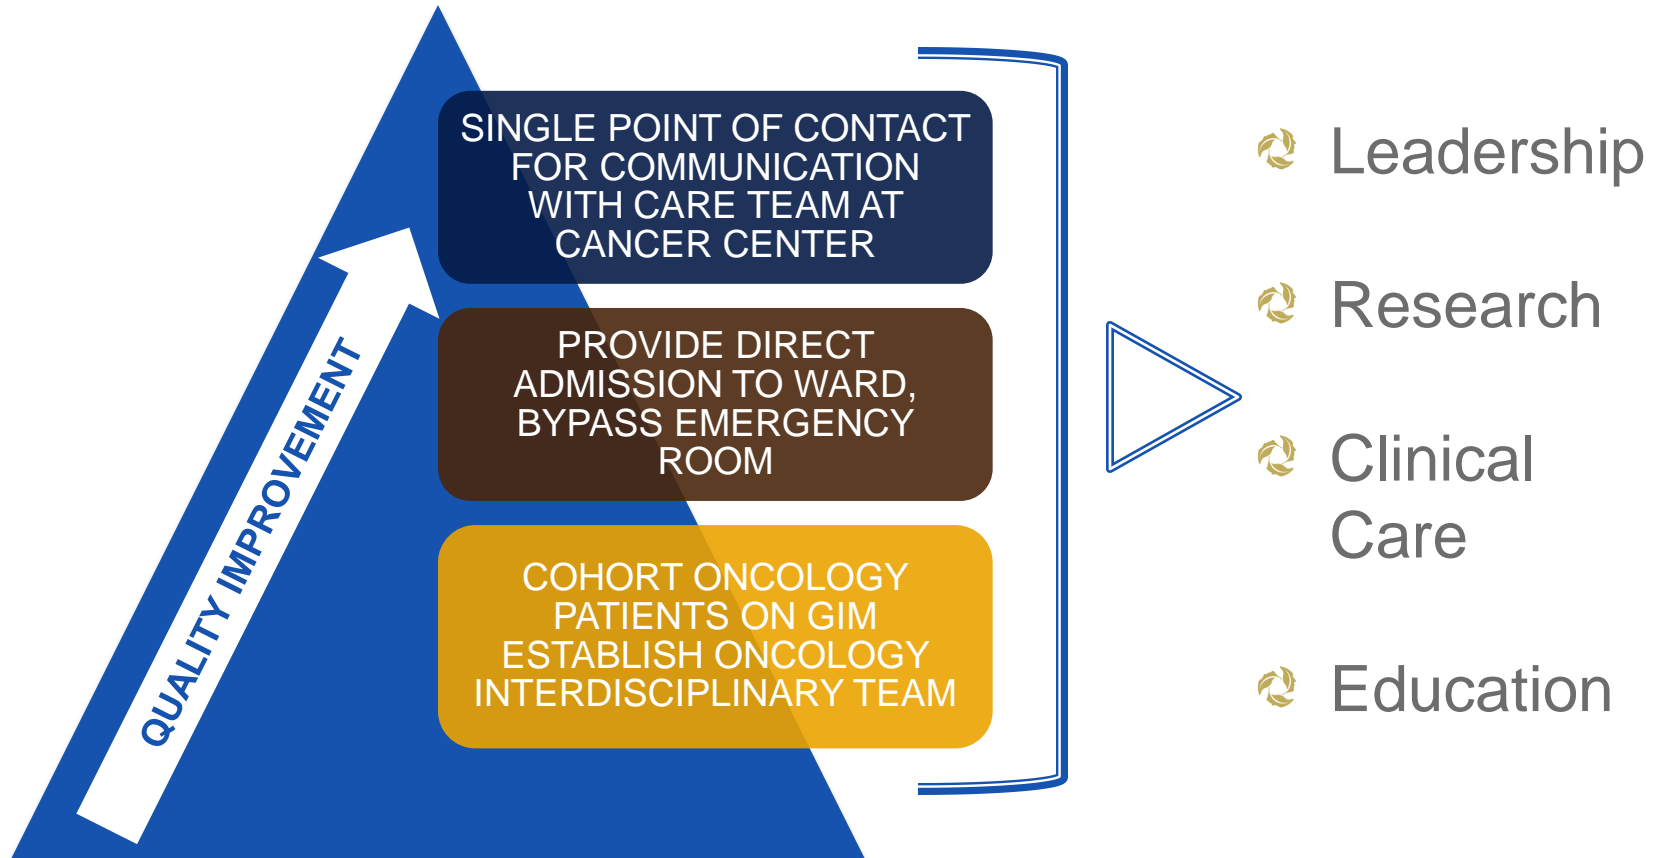 SINGLE POINT OF CONTACT
FOR COMMUNICATION
WITH CARE TEAM AT
CANCER CENTER
PROVIDE DIRECT
ADMISSION TO WARD,
BYPASS EMERGENCY
ROOM
COHORT ONCOLOGY
PATIENTS ON GIM
ESTABLISH ONCOLOGY
INTERDISCIPLINARY TEAM
QUALITY IMPROVEMENT
Leadership
Research
Clinical
Care
Education